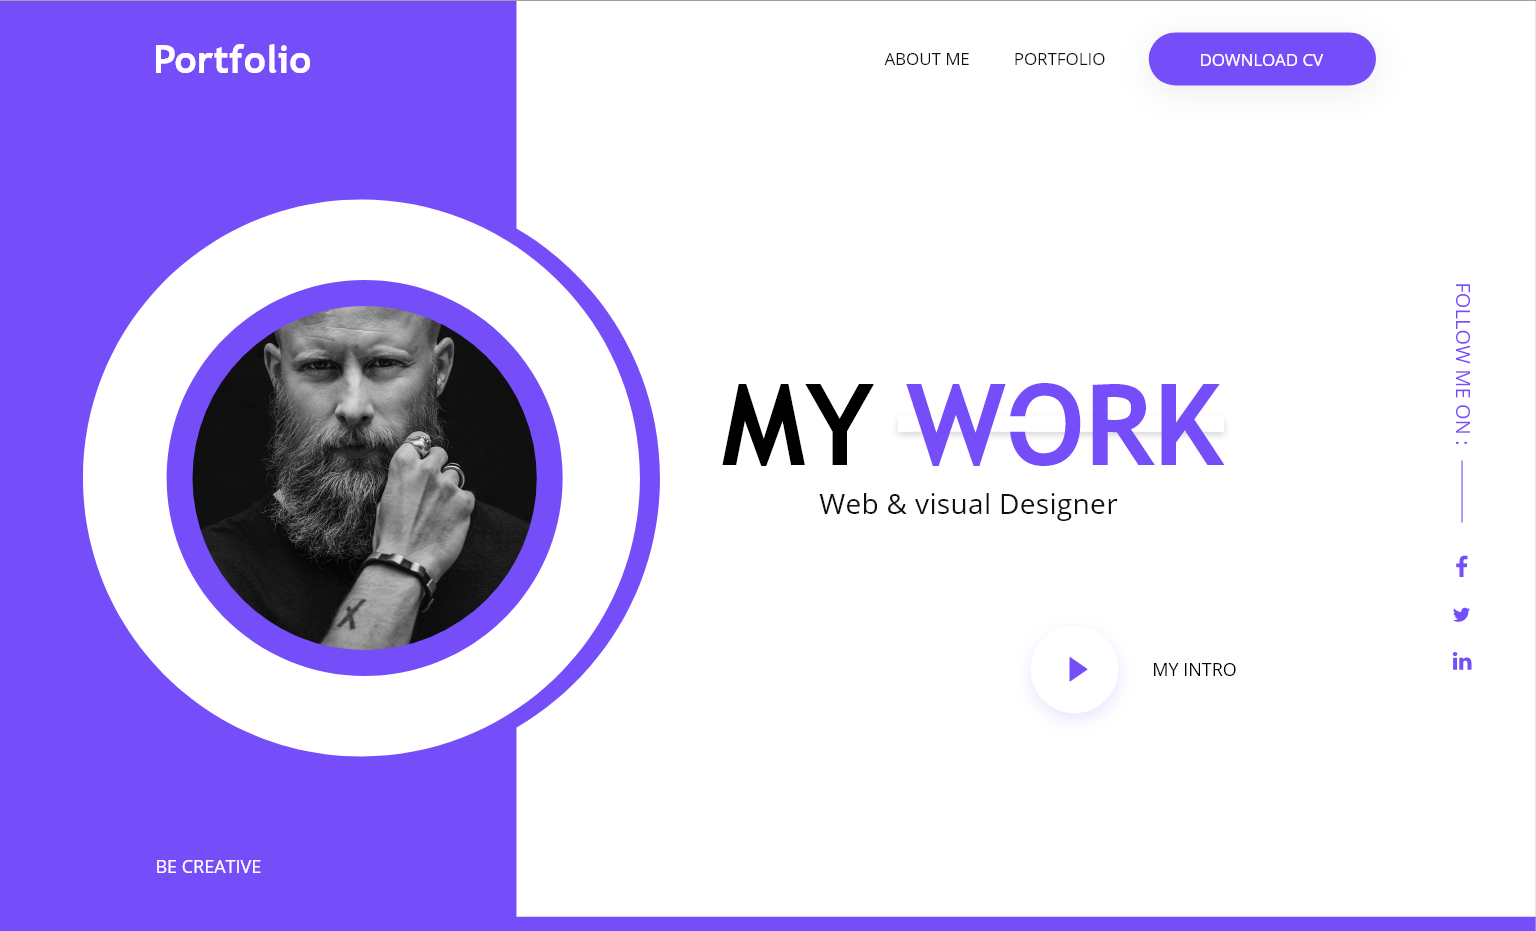 Portfolio
ABOUT ME
PORTFOLIO
DOWNLOAD CV
MY WORK
Web & visual Designer
MY INTRO
FOLLOW ME ON :
BE CREATIVE